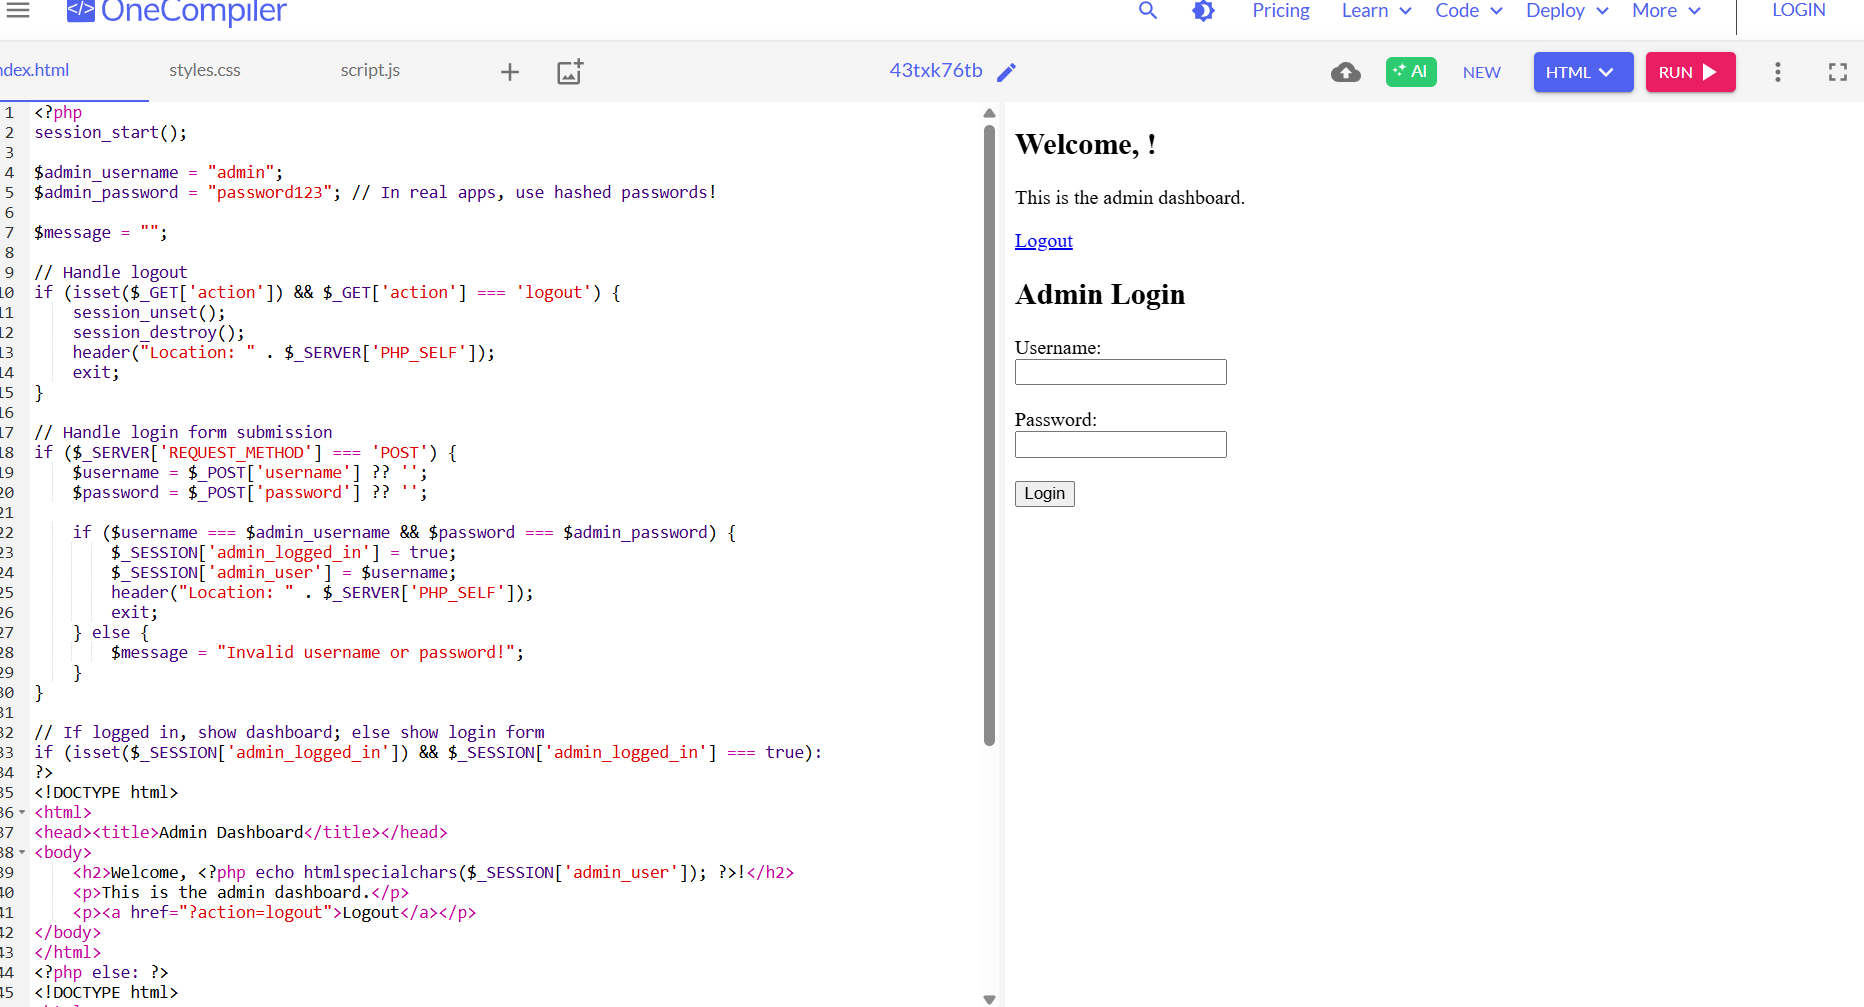 OneCompiler
Pricing
Learn
Code
Deploy
More
LOGIN
ndex.html
styles.css
script.js
43txk76tb
AI
NEW
HTML
RUN
1 <?php
2 session_start();
3
4 $admin_username = "admin";
5 $admin_password = "password123"; // In real apps, use hashed passwords!
6
7 $message = "";
8
9 // Handle logout
10 if (isset($_GET['action']) && $_GET['action'] === 'logout') {
11 session_unset();
12 session_destroy();
13 header("Location: " . $_SERVER['PHP_SELF']);
14 exit;
15 }
16
17 // Handle login form submission
18 if ($_SERVER['REQUEST_METHOD'] === 'POST') {
19 $username = $_POST['username'] ?? '';
20 $password = $_POST['password'] ?? '';
21
22 if ($username === $admin_username && $password === $admin_password) {
23 $_SESSION['admin_logged_in'] = true;
24 $_SESSION['admin_user'] = $username;
25 header("Location: " . $_SERVER['PHP_SELF']);
26 exit;
27 } else {
28 $message = "Invalid username or password!";
29 }
30 }
31
32 // If logged in, show dashboard; else show login form
33 if (isset($_SESSION['admin_logged_in']) && $_SESSION['admin_logged_in'] === true):
34 ?>
35 <!DOCTYPE html>
36 <html>
37 <head><title>Admin Dashboard</title></head>
38 <body>
39 <h2>Welcome, <?php echo htmlspecialchars($_SESSION['admin_user']); ?>!</h2>
40 <p>This is the admin dashboard.</p>
41 <p><a href="?action=logout">Logout</a></p>
42 </body>
43 </html>
44 <?php else: ?>
45 <!DOCTYPE html>
Welcome, !
This is the admin dashboard.
Logout
Admin Login
Username:
Password:
Login